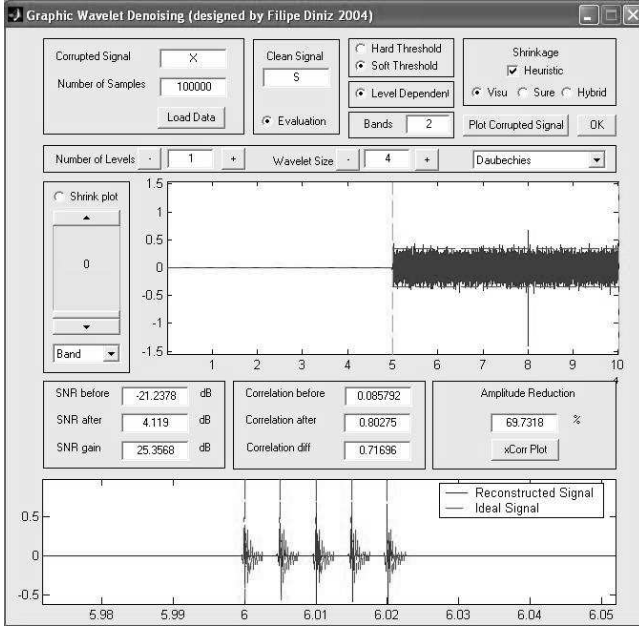 Graphic Wavelet Denoising (designed by Filipe Diniz 2004)
Corrupted Signal X
Number of Samples 100000
Load Data
Clean Signal
S
Evaluation
Hard Threshold
Soft Threshold
Level Dependent
Bands 2
Shrinkage
Heuristic
Visu Sure Hybrid
Plot Corrupted Signal OK
Number of Levels - 1 + Wavelet Size - 4 + Daubechies
Shrink plot
0
Band
1.5
1
0.5
0
-0.5
-1
-1.5
1 2 3 4 5 6 7 8 9 10
4
SNR before -21.2378 dB
SNR after 4.119 dB
SNR gain 25.3568 dB
Correlation before 0.085792
Correlation after 0.80275
Correlation diff 0.71696
Amplitude Reduction
69.7318 %
xCorr Plot
Reconstructed Signal
Ideal Signal
0.5
0
-0.5
5.98 5.99 6 6.01 6.02 6.03 6.04 6.05